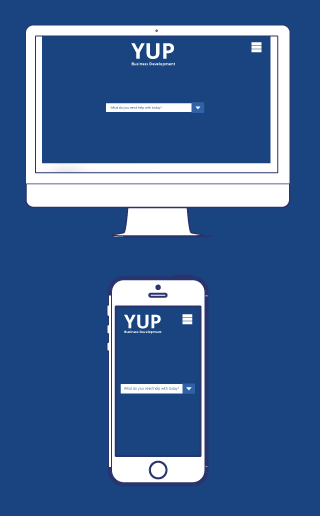 YUP
Business Development
What do you need help with today?
YUP
Business Development
What do you need help with today?